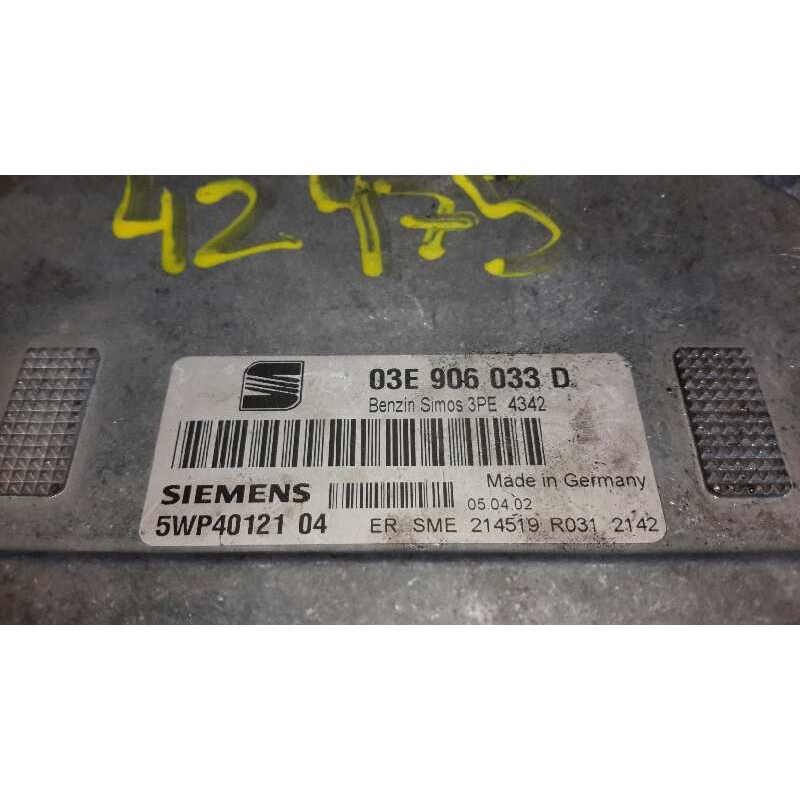 42475
03E 906 033 D
Benzin Simos 3PE 4342
Made in Germany
SIEMENS
05.04.02
5WP40121 04 ER SME 214519 R031 2142